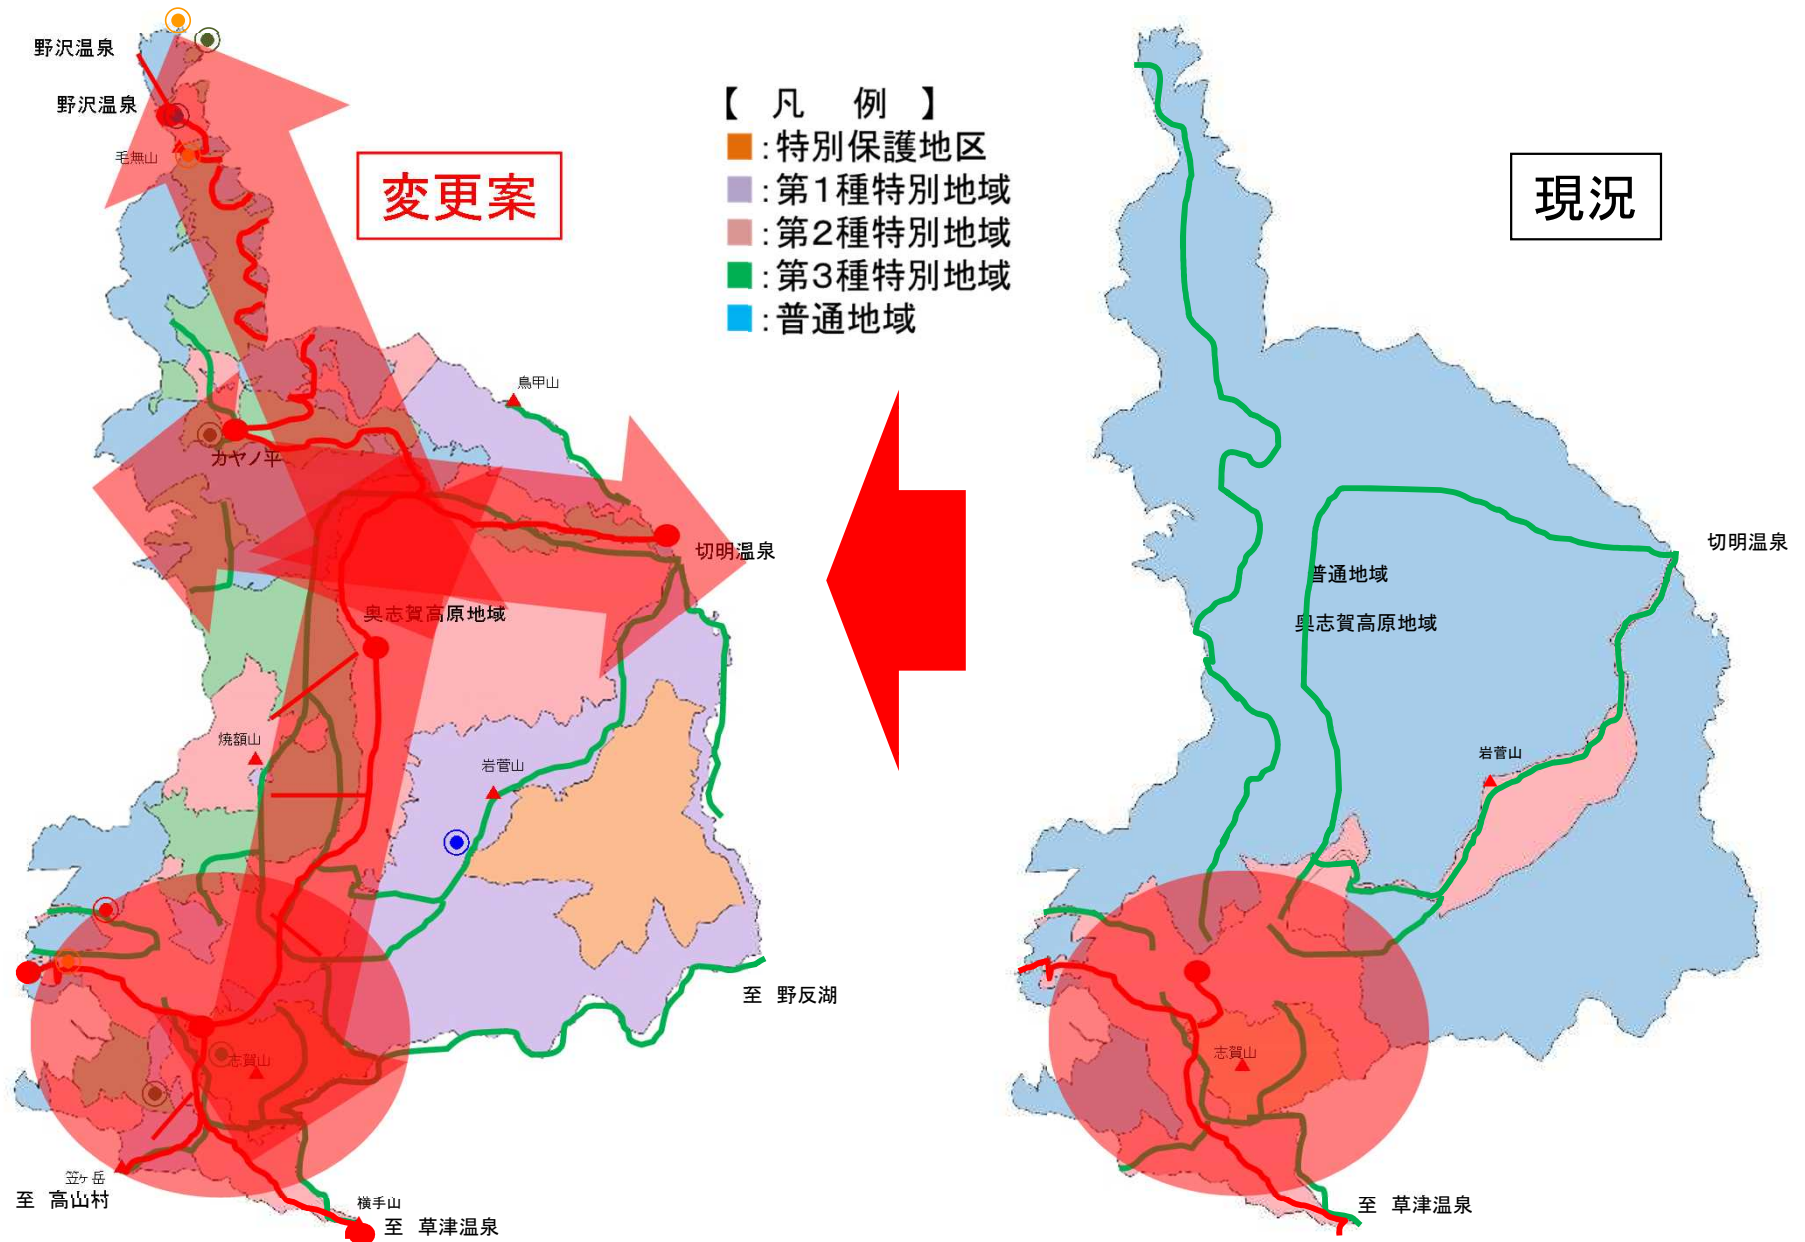 野沢温泉
野沢温泉
毛無山
変更案
【 凡 例 】
:特別保護地区
:第1種特別地域
:第2種特別地域
:第3種特別地域
:普通地域
現況
鳥甲山
カヤノ平
切明温泉
奥志賀高原地域
焼額山
岩菅山
至 野反湖
志賀山
笠ヶ岳
至 高山村
横手山
至 草津温泉
切明温泉
普通地域
奥志賀高原地域
岩菅山
志賀山
至 草津温泉